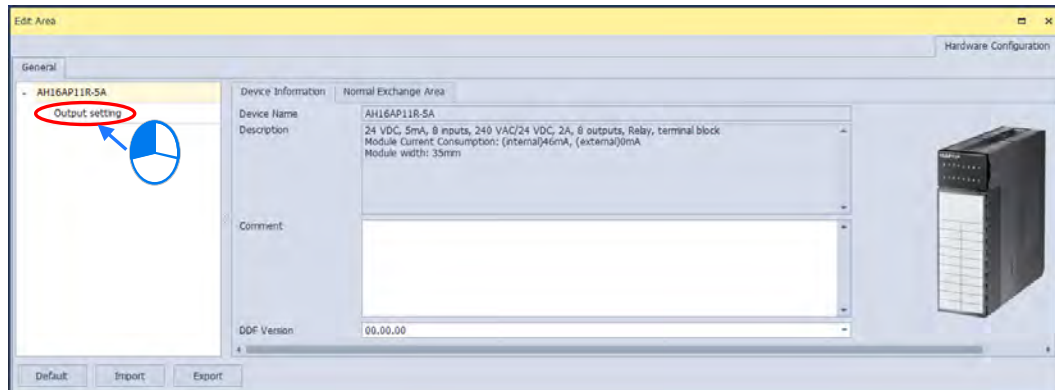 Edit Area
Hardware Configuration
General
AH16AP11R-5A
Output setting
Device Information
Normal Exchange Area
Device Name
AH16AP11R-5A
Description
24 VDC, 5mA, 8 inputs, 240 VAC/24 VDC, 2A, 8 outputs, Relay, terminal block
Module Current Consumption: (internal)46mA, (external)0mA
Module width: 35mm
Comment
DDF Version
00.00.00
Default
Import
Export